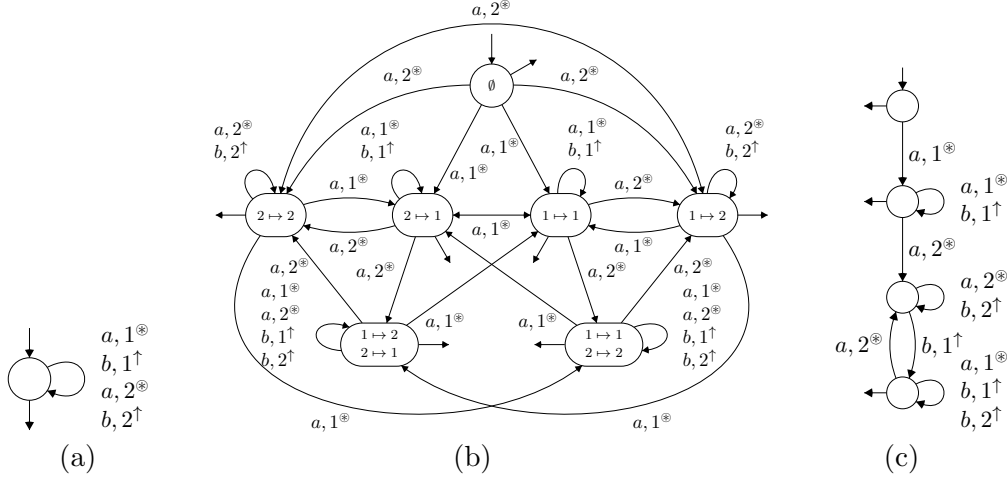 a, 2⊛
∅
a, 2⊛
a, 2⊛
a, 2⊛
b, 2↑
a, 1⊛
b, 1↑
a, 1⊛
a, 1⊛
a, 1⊛
b, 1↑
a, 2⊛
b, 2↑
2 ↦ 2
a, 1⊛
2 ↦ 1
1 ↦ 1
a, 2⊛
1 ↦ 2
a, 2⊛
a, 1⊛
a, 1⊛
a, 2⊛
a, 2⊛
a, 2⊛
a, 2⊛
a, 1⊛
a, 2⊛
b, 1↑
b, 2↑
1 ↦ 2
2 ↦ 1
a, 1⊛
a, 1⊛
1 ↦ 1
2 ↦ 2
a, 1⊛
a, 2⊛
b, 1↑
b, 2↑
a, 1⊛
a, 1⊛
a, 1⊛
b, 1↑
a, 2⊛
b, 2↑
a, 1⊛
a, 1⊛
b, 1↑
a, 2⊛
a, 2⊛
b, 2↑
a, 2⊛
b, 1↑
a, 1⊛
b, 1↑
b, 2↑
(a)
(b)
(c)